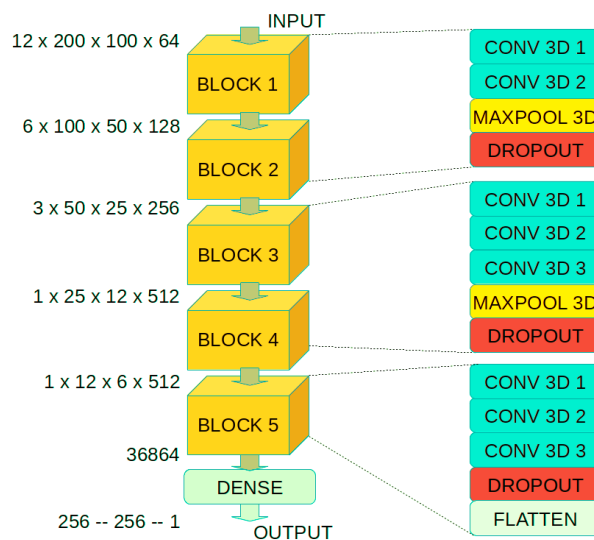 INPUT
12 x 200 x 100 x 64
BLOCK 1
6 x 100 x 50 x 128
BLOCK 2
3 x 50 x 25 x 256
BLOCK 3
1 x 25 x 12 x 512
BLOCK 4
1 x 12 x 6 x 512
BLOCK 5
36864
DENSE
256 -- 256 -- 1
OUTPUT
CONV 3D 1
CONV 3D 2
MAXPOOL 3D
DROPOUT
CONV 3D 1
CONV 3D 2
CONV 3D 3
MAXPOOL 3D
DROPOUT
CONV 3D 1
CONV 3D 2
CONV 3D 3
DROPOUT
FLATTEN